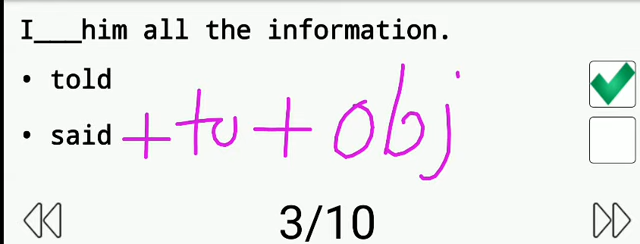 I___him all the information.
• told
• said + to + obj
3/10